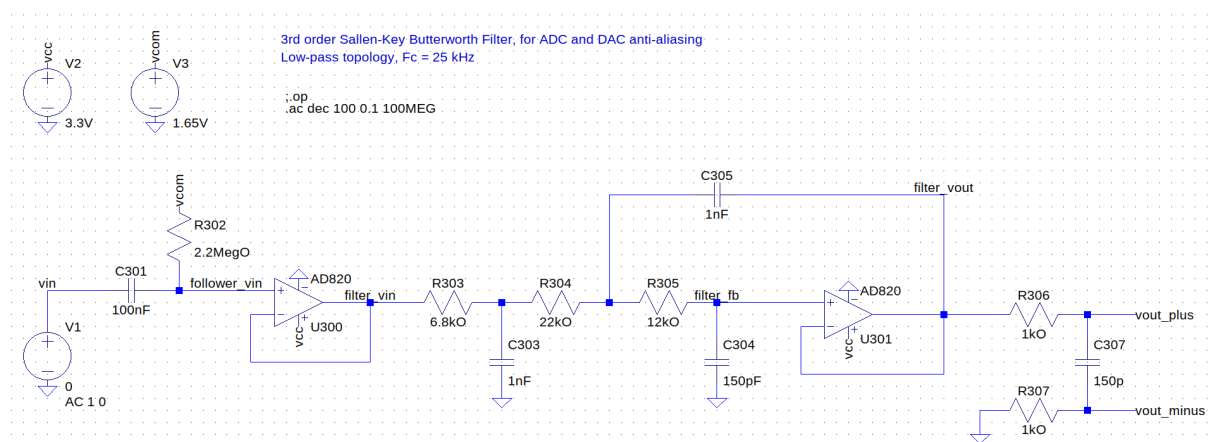 3rd order Sallen-Key Butterworth Filter, for ADC and DAC anti-aliasing
Low-pass topology, Fc = 25 kHz
;.op
.ac dec 100 0.1 100MEG
vcc
V2
3.3V
vcom
V3
1.65V
vcom
R302
2.2MegO
vin
C301
100nF
follower_vin
V1
0
AC 1 0
AD820
U300
vcc
filter_vin
R303
6.8kO
C303
1nF
R304
22kO
C305
1nF
R305
12kO
filter_fb
C304
150pF
filter_vout
AD820
U301
vcc
R306
1kO
vout_plus
C307
150p
R307
1kO
vout_minus